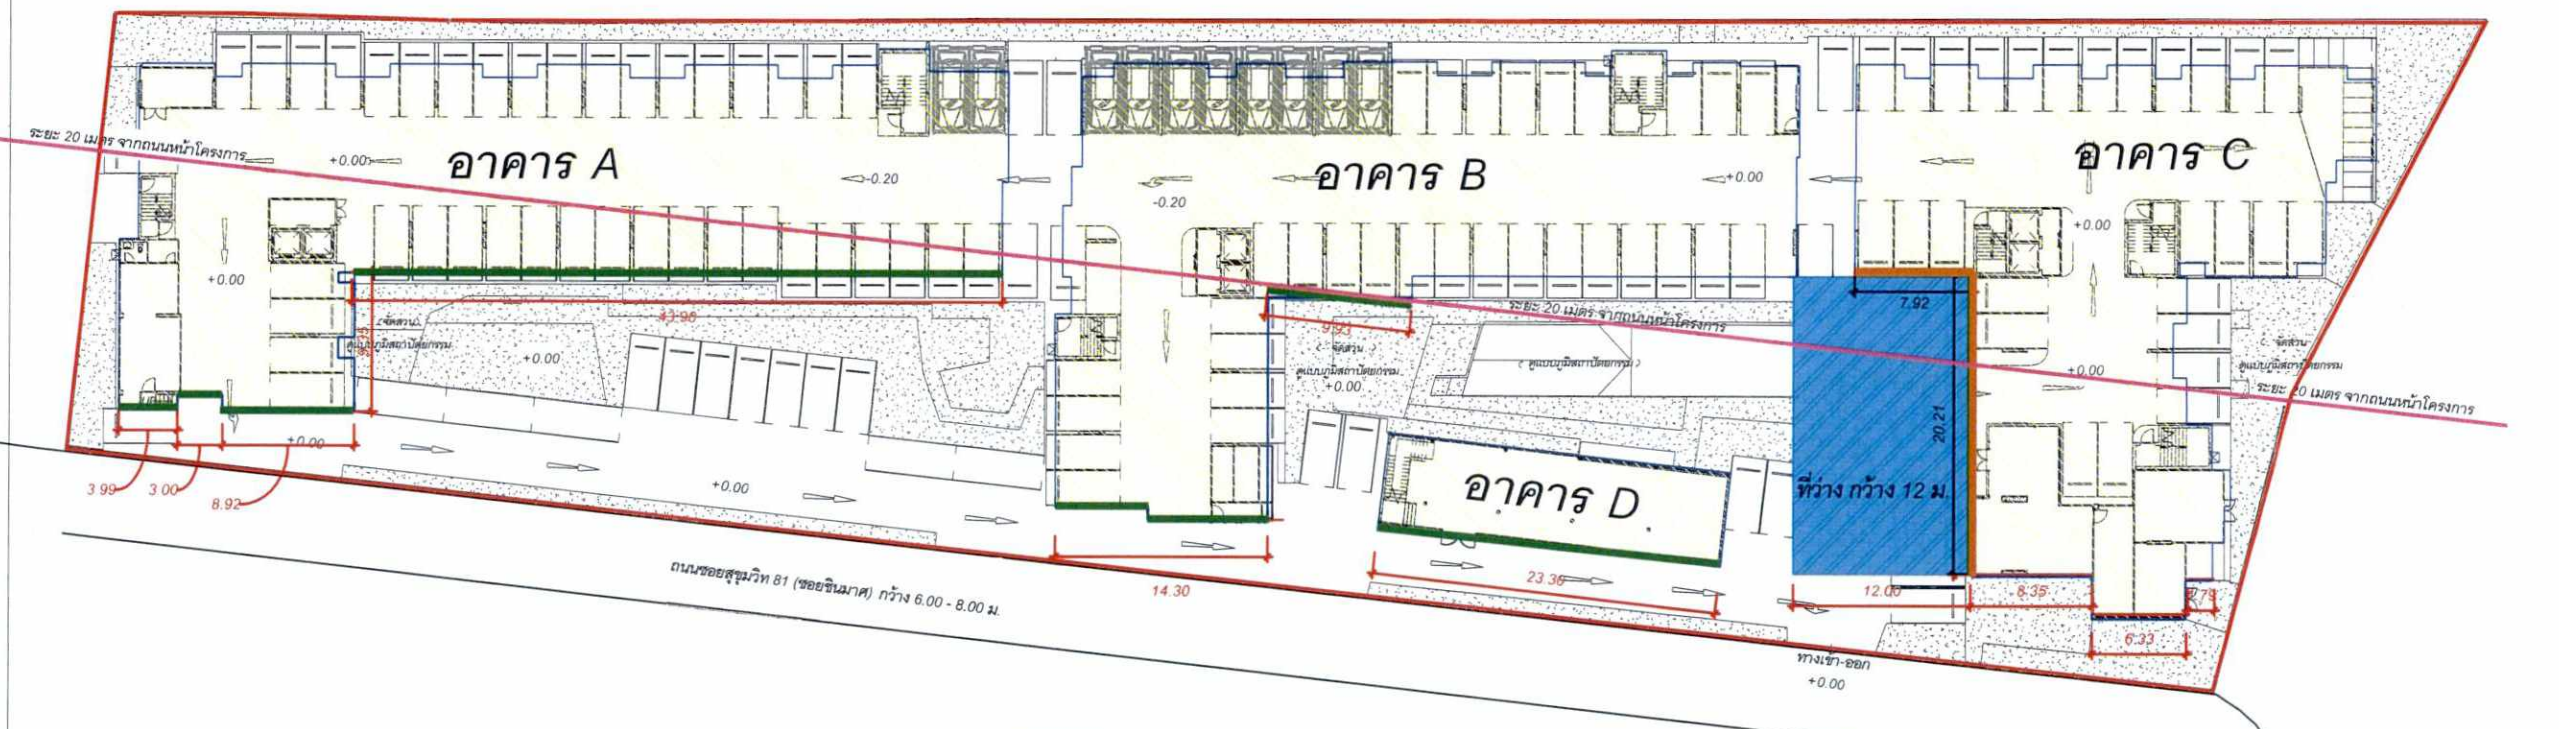 ระยะ 20 เมตร จากถนนหน้าโครงการ
+0.00
อาคาร A
-0.20
-0.20
อาคาร B
+0.00
อาคาร C
+0.00
+0.00
43.98
(จัดสวน)
ดูแบบภูมิสถาปัตยกรรม
+0.00
9.93
ระยะ 20 เมตร จากถนนหน้าโครงการ
(จัดสวน)
ดูแบบภูมิสถาปัตยกรรม
+0.00
(ดูแบบภูมิสถาปัตยกรรม)
7.92
20.21
+0.00
(จัดสวน)
ดูแบบภูมิสถาปัตยกรรม
ระยะ 20 เมตร จากถนนหน้าโครงการ
+0.00
3.99
3.00
8.92
+0.00
อาคาร D
ที่ว่าง กว้าง 12 ม.
ถนนซอยสุขุมวิท 81 (ซอยชินมาศ) กว้าง 6.00 - 8.00 ม.
14.30
23.36
12.00
8.35
6.33
ทางเข้า-ออก
+0.00